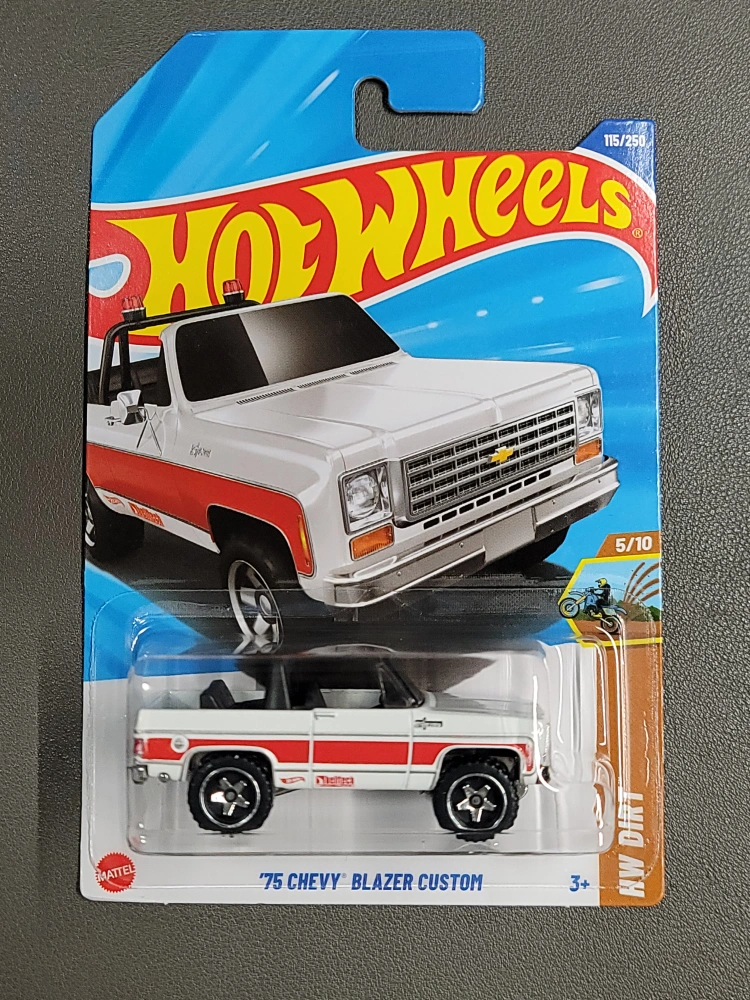 115/250
HOT WHEELS®
5/10
HW DIRT
MATTEL
'75 CHEVY® BLAZER CUSTOM
3+